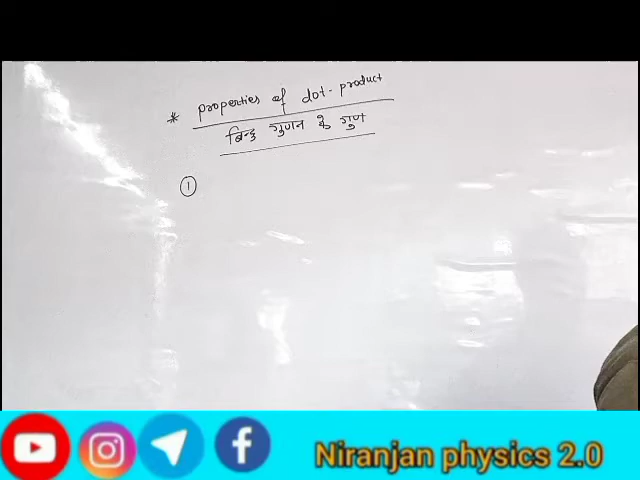 * properties of dot-product
बिन्दु गुणन के गुण
①
Niranjan physics 2.0